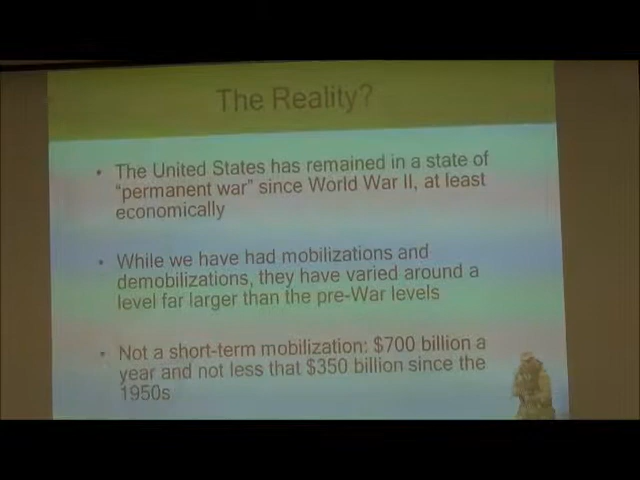 The Reality?
• The United States has remained in a state of
"permanent war" since World War II, at least
economically
• While we have had mobilizations and
demobilizations, they have varied around a
level far larger than the pre-War levels
• Not a short-term mobilization: $700 billion a
year and not less that $350 billion since the
1950s